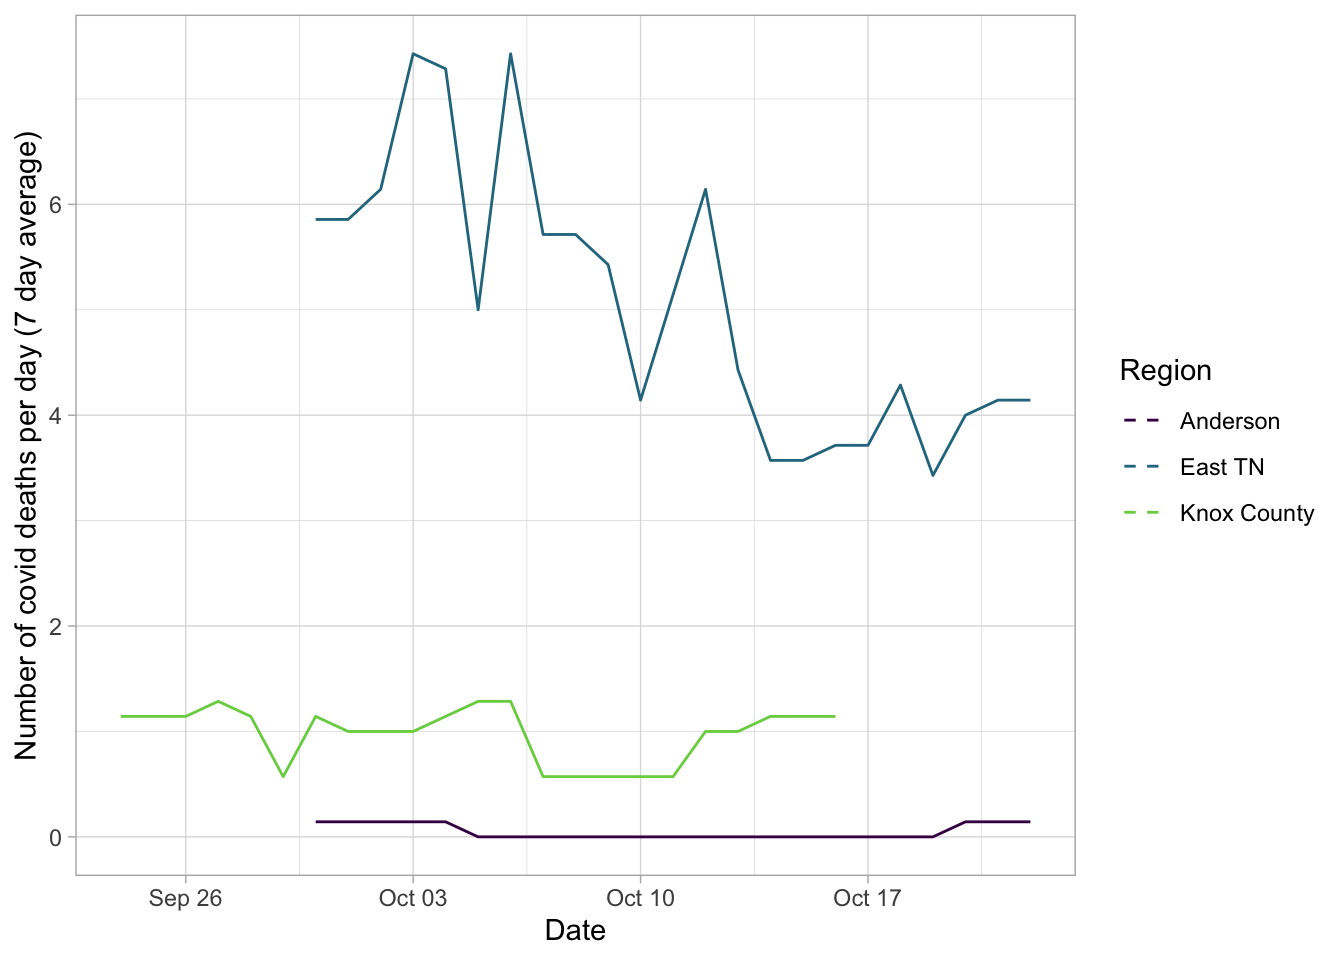 Number of covid deaths per day (7 day average)
6
4
2
0
Sep 26
Oct 03
Oct 10
Oct 17
Date
Region
Anderson
East TN
Knox County